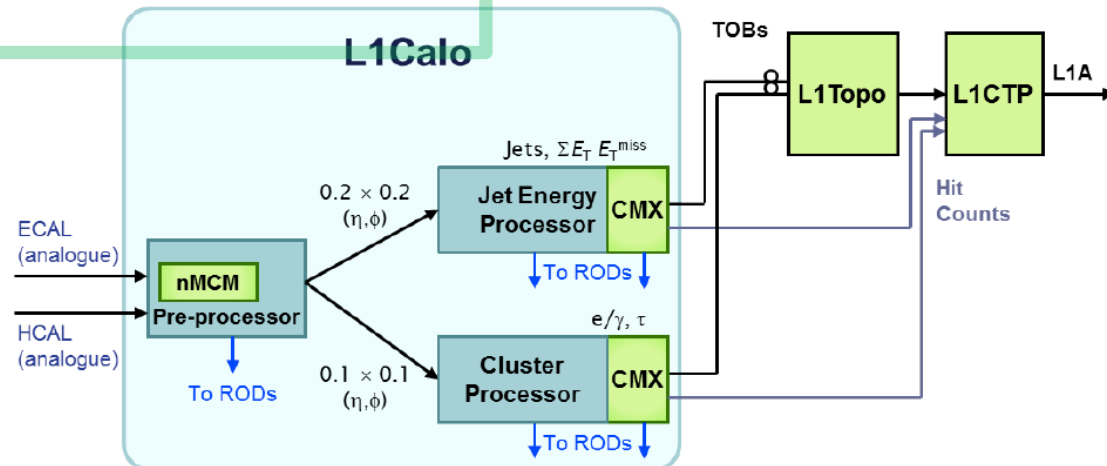 L1Calo
TOBs
L1Topo
L1CTP
L1A
Jets, ΣE_T E_T^miss
0.2 × 0.2
(η,ϕ)
Jet Energy
Processor
CMX
Hit
Counts
ECAL
(analogue)
nMCM
Pre-processor
To RODs
HCAL
(analogue)
e/γ, τ
To RODs
0.1 × 0.1
(η,ϕ)
Cluster
Processor
CMX
To RODs